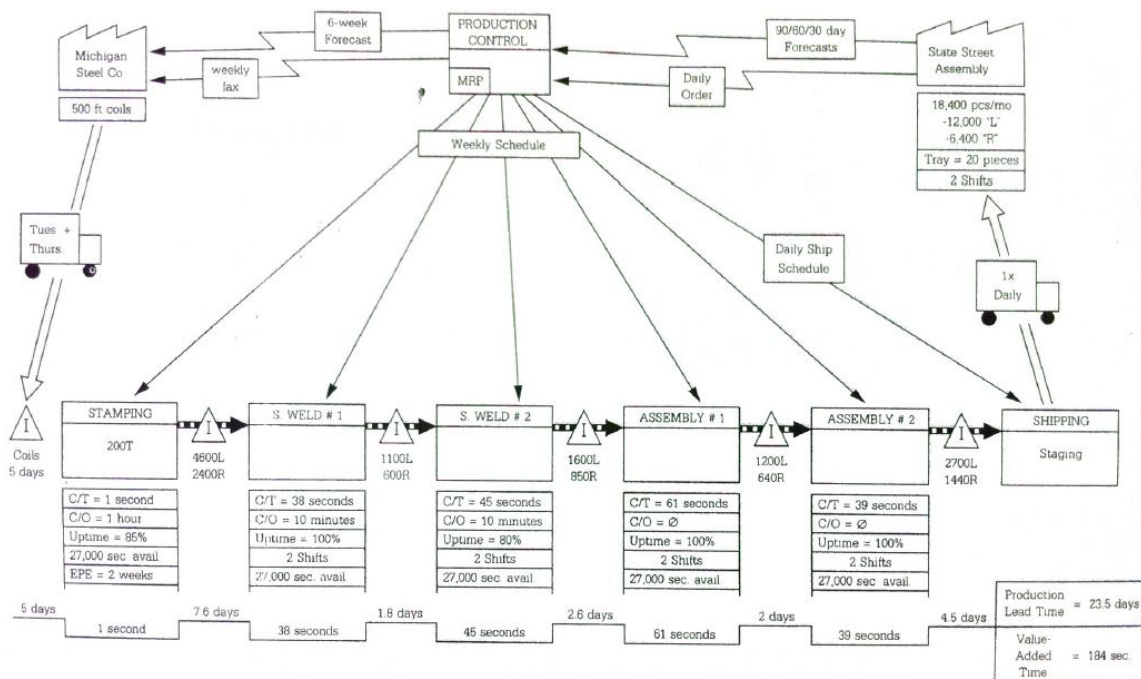 Michigan
Steel Co
500 ft coils
6-week
Forecast
weekly
fax
PRODUCTION
CONTROL
MRP
90/60/30 day
Forecasts
Daily
Order
State Street
Assembly
18,400 pcs/mo
-12,000 "L"
-6,400 "R"
Tray = 20 pieces
2 Shifts
Weekly Schedule
Tues +
Thurs.
Daily Ship
Schedule
1x
Daily
I
Coils
5 days
STAMPING
200T
I
4600L
2400R
S. WELD # 1
I
1100L
600R
S. WELD # 2
I
1600L
850R
ASSEMBLY # 1
I
1200L
640R
ASSEMBLY # 2
I
2700L
1440R
SHIPPING
Staging
C/T = 1 second
C/O = 1 hour
Uptime = 85%
27,000 sec avail
EPE = 2 weeks
C/T = 38 seconds
C/O = 10 minutes
Uptime = 100%
2 Shifts
27,000 sec. avail
C/T = 45 seconds
C/O = 10 minutes
Uptime = 80%
2 Shifts
27,000 sec. avail
C/T = 61 seconds
C/O = Ø
Uptime = 100%
2 Shifts
27,000 sec. avail
C/T = 39 seconds
C/O = Ø
Uptime = 100%
2 Shifts
27,000 sec. avail
5 days
1 second
7.6 days
38 seconds
1.8 days
45 seconds
2.6 days
61 seconds
2 days
39 seconds
4.5 days
Production
Lead Time = 23.5 days
Value-
Added = 184 sec.
Time